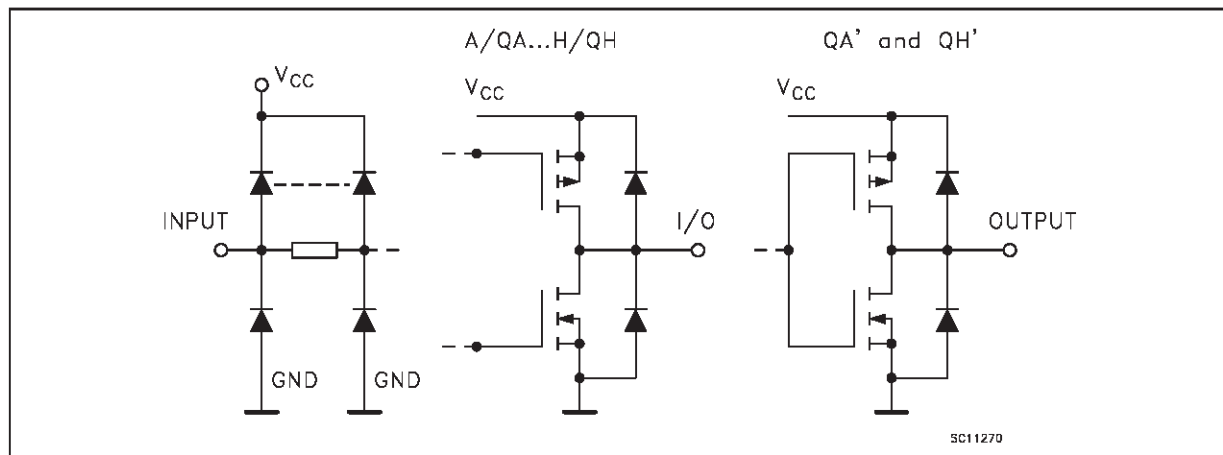 A/QA...H/QH
QA' and QH'
VCC
VCC
VCC
INPUT
I/O
OUTPUT
GND
GND
SC11270